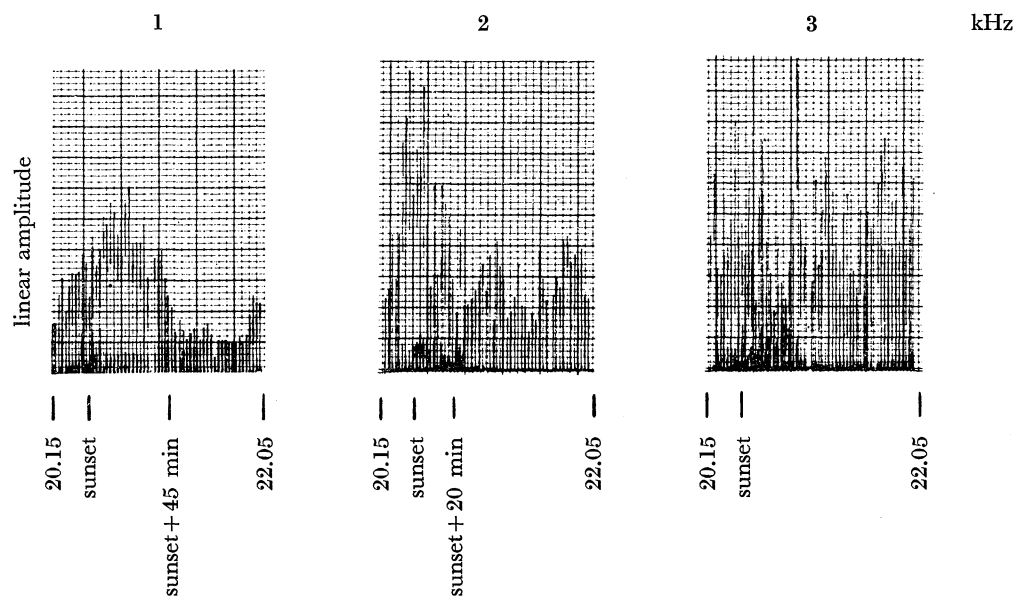 1 2 3 kHz
linear amplitude
20.15 sunset sunset+45 min 22.05
20.15 sunset sunset+20 min 22.05
20.15 sunset 22.05